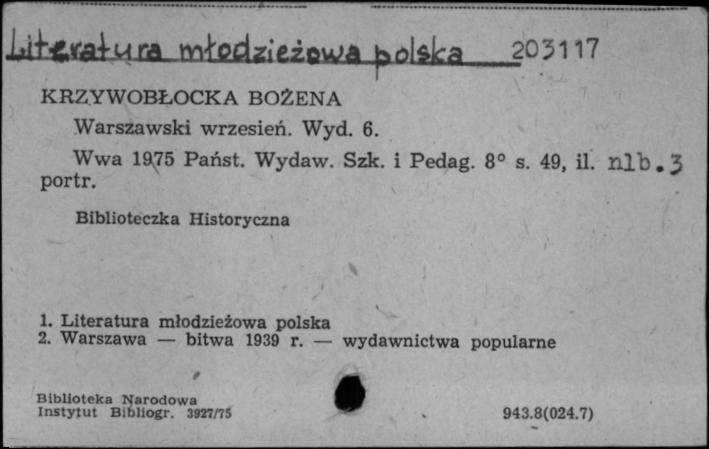 Literatura młodzieżowa polska 203117
KRZYWOBŁOCKA BOŻENA
Warszawski wrzesień. Wyd. 6.
Wwa 1975 Państ. Wydaw. Szk. i Pedag. 8° s. 49, il. nlb. 3
portr.
Biblioteczka Historyczna
1. Literatura młodzieżowa polska
2. Warszawa — bitwa 1939 r. — wydawnictwa popularne
Biblioteka Narodowa
Instytut Bibliogr. 3927/75 943.8(024.7)